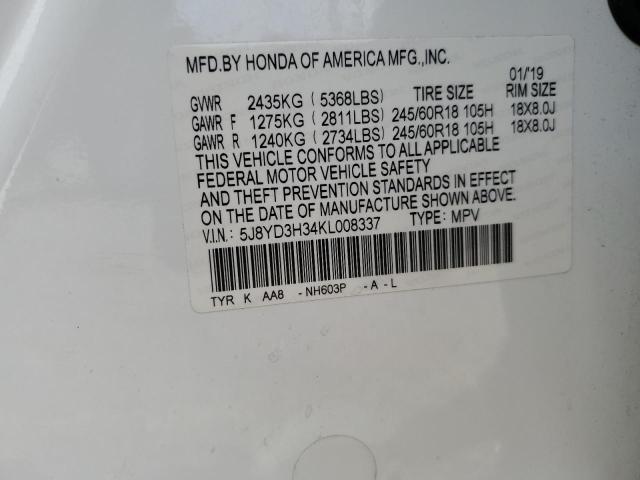 MFD.BY HONDA OF AMERICA MFG.,INC.
01/'19
GVWR 2435KG ( 5368LBS) TIRE SIZE RIM SIZE
GAWR F 1275KG ( 2811LBS) 245/60R18 105H 18X8.0J
GAWR R 1240KG ( 2734LBS) 245/60R18 105H 18X8.0J
THIS VEHICLE CONFORMS TO ALL APPLICABLE
FEDERAL MOTOR VEHICLE SAFETY
AND THEFT PREVENTION STANDARDS IN EFFECT
ON THE DATE OF MANUFACTURE SHOWN ABOVE.
V.I.N.: 5J8YD3H34KL008337 TYPE: MPV
TYR K AA8 -NH603P -A -L